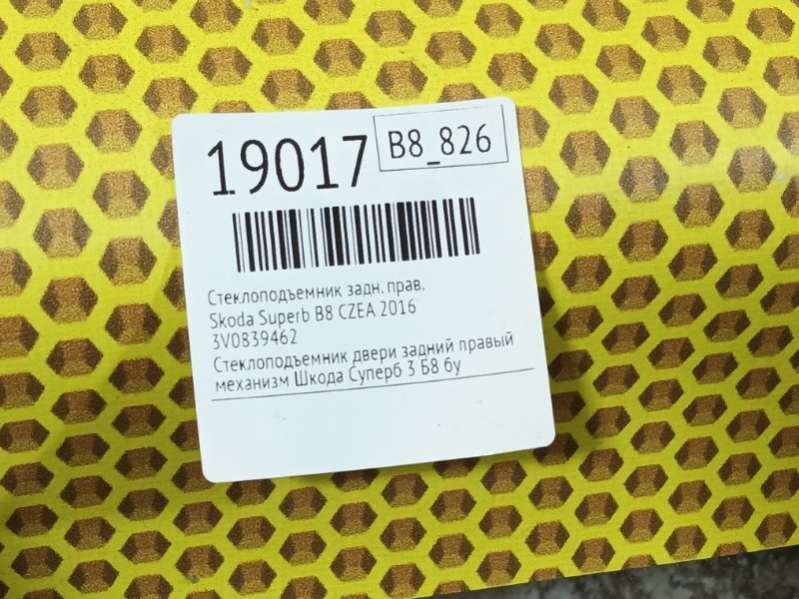 19017
B8_826
Стеклоподъемник задн. прав.
Skoda Superb B8 CZEA 2016
3V0839462
Стеклоподъемник двери задний правый
механизм Шкода Суперб 3 Б8 бу